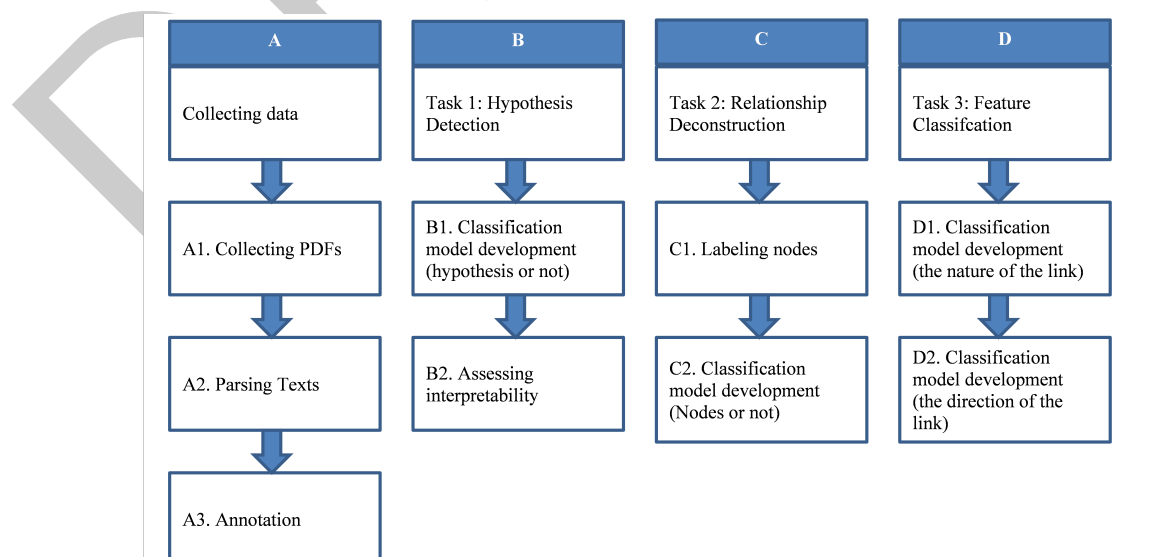 A
Collecting data
A1. Collecting PDFs
A2. Parsing Texts
A3. Annotation
B
Task 1: Hypothesis
Detection
B1. Classification
model development
(hypothesis or not)
B2. Assessing
interpretability
C
Task 2: Relationship
Deconstruction
C1. Labeling nodes
C2. Classification
model development
(Nodes or not)
D
Task 3: Feature
Classifcation
D1. Classification
model development
(the nature of the link)
D2. Classification
model development
(the direction of the
link)